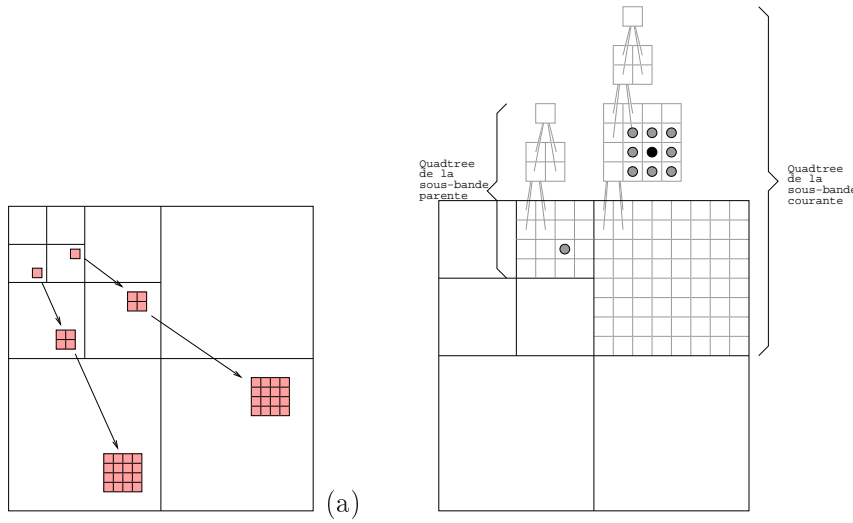 Quadtree
de la
sous-bande
parente
Quadtree
de la
sous-bande
courante
(a)